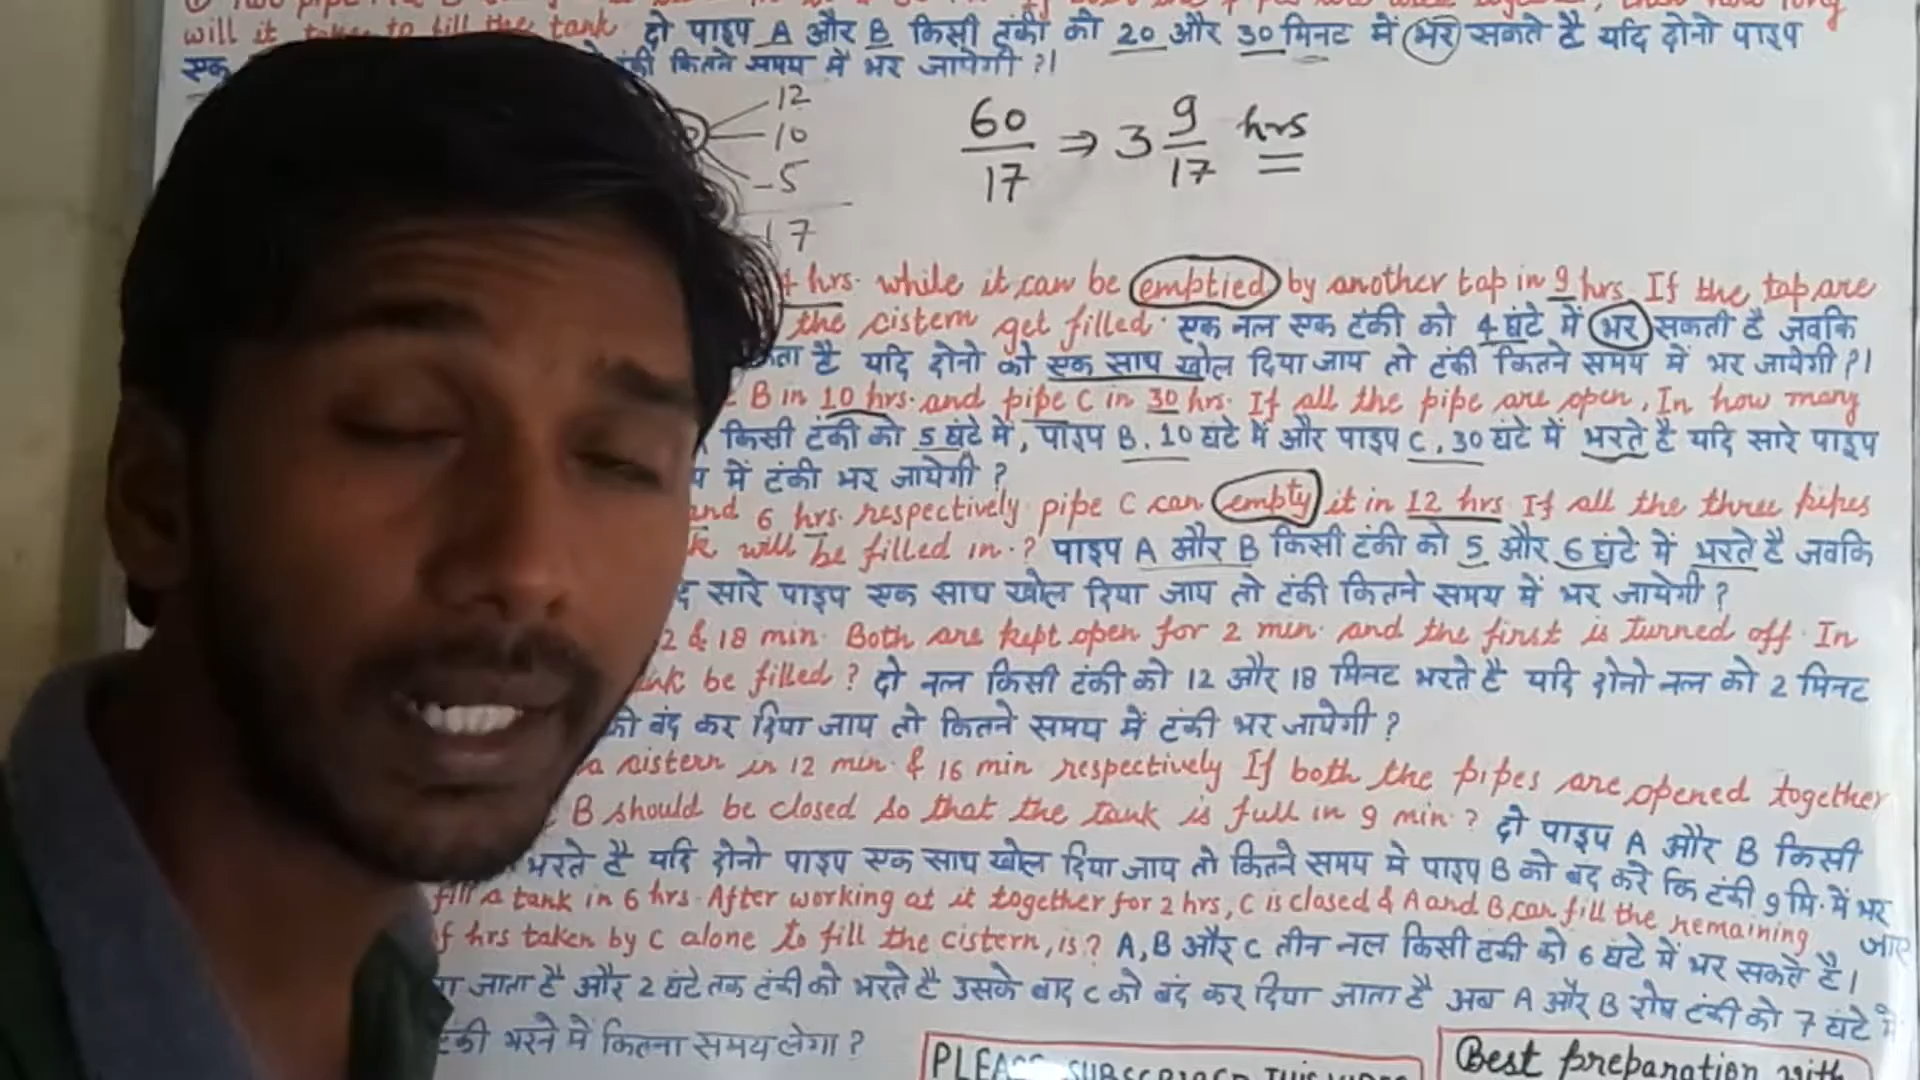 will it taken to fill the tank दो पाइप A और B किसी टंकी को 20 और 30 मिनट में भर सकते है यदि दोनो पाइप
एक टंकी कितने समय में भर जायेगी ?।
12
10
-5
17
60/17 ⇒ 3 9/17 hrs
4 hrs. while it can be emptied by another tap in 9 hrs. If the tap are
the cistern get filled. एक नल एक टंकी को 4 घंटे में भर सकती है जबकि
है यदि दोनो को एक साथ खोल दिया जाय तो टंकी कितने समय में भर जायेगी ?।
B in 10 hrs. and pipe C in 30 hrs. If all the pipe are open, In how many
किसी टंकी को 5 घंटे में, पाइप B. 10 घंटे में और पाइप C, 30 घंटे में भरते है यदि सारे पाइप
में टंकी भर जायेगी ?
and 6 hrs. respectively pipe C can empty it in 12 hrs If all the three pipes
will be filled in.? पाइप A और B किसी टंकी को 5 और 6 घंटे में भरते है जबकि
सारे पाइप एक साथ खोल दिया जाय तो टंकी कितने समय में भर जायेगी ?
2 & 18 min. Both are kept open for 2 min. and the first is turned off. In
be filled ? दो नल किसी टंकी को 12 और 18 मिनट भरते है यदि दोनो नल को 2 मिनट
को बंद कर दिया जाय तो कितने समय में टंकी भर जायेगी ?
a cistern in 12 min & 16 min respectively If both the pipes are opened together
B should be closed so that the tank is full in 9 min ? दो पाइप A और B किसी
भरते है यदि दोनो पाइप एक साथ खोल दिया जाय तो कितने समय मे पाइप B को बंद करे कि टंकी 9 मि. में भर जाए
fill a tank in 6 hrs. After working at it together for 2 hrs, C is closed & A and B can fill the remaining
of hrs taken by C alone to fill the cistern, is ? A, B और C तीन नल किसी टंकी को 6 घंटे में भर सकते है।
जाता है और 2 घंटे तक टंकी को भरते है उसके बाद C को बंद कर दिया जाता है अब A और B शेष टंकी को 7 घंटे में
टंकी भरने में कितना समय लेगा ?
Best preparation with